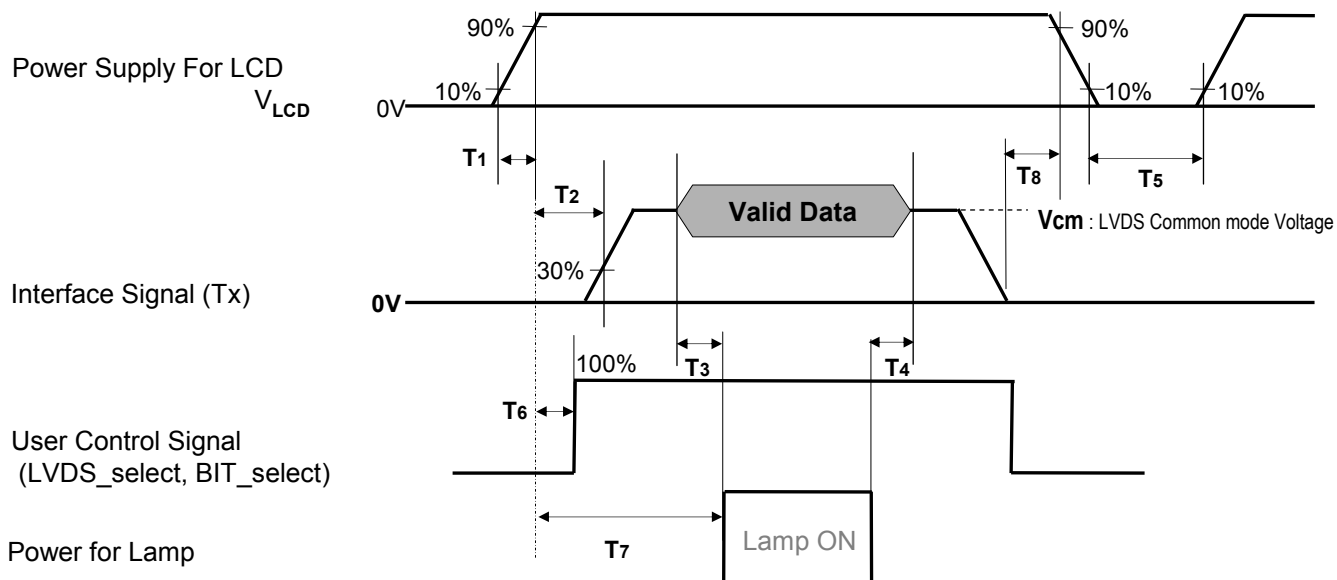 90%
90%
Power Supply For LCD
VLCD
10%
0V
10%
10%
T1
T2
T8
T5
Valid Data
Vcm : LVDS Common mode Voltage
30%
Interface Signal (Tx)
0V
T3
T4
100%
T6
User Control Signal
(LVDS_select, BIT_select)
T7
Lamp ON
Power for Lamp